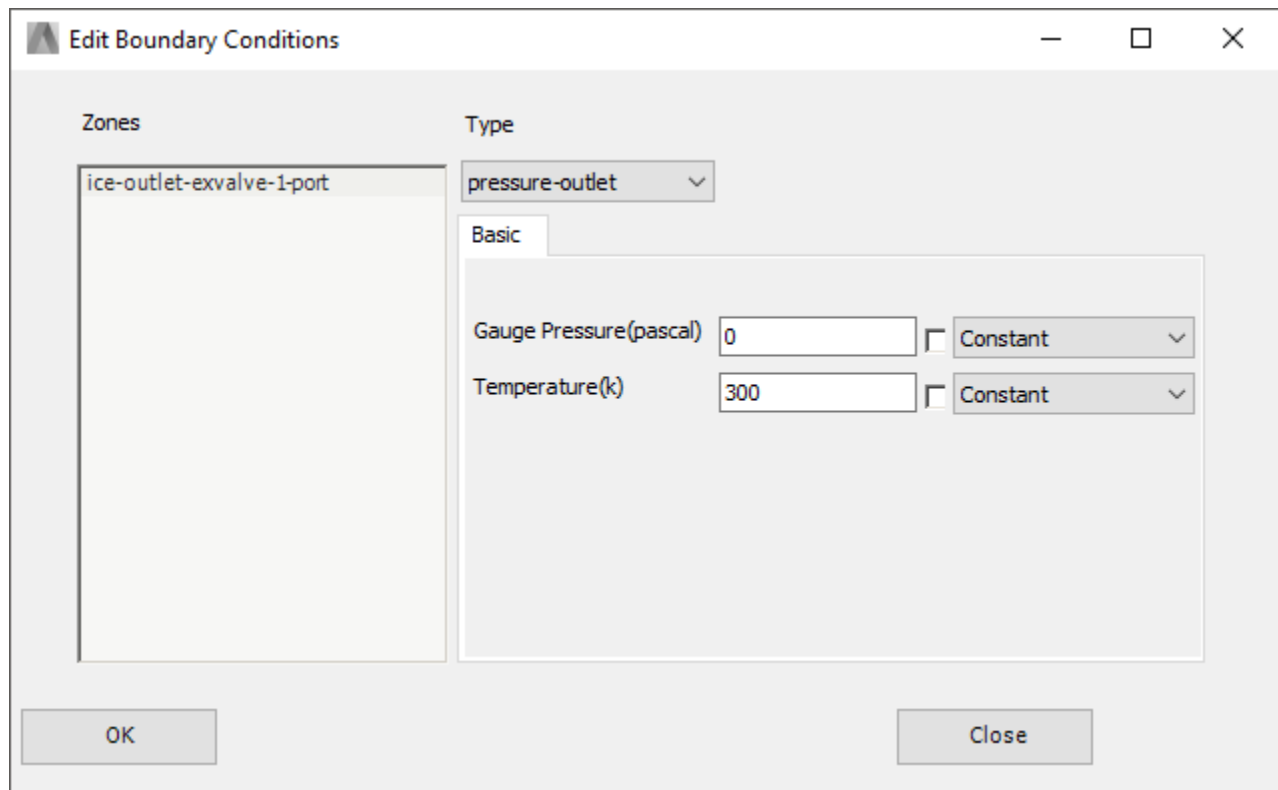 Edit Boundary Conditions
Zones
ice-outlet-exvalve-1-port
Type
pressure-outlet
Basic
Gauge Pressure(pascal) 0 Constant
Temperature(k) 300 Constant
OK Close